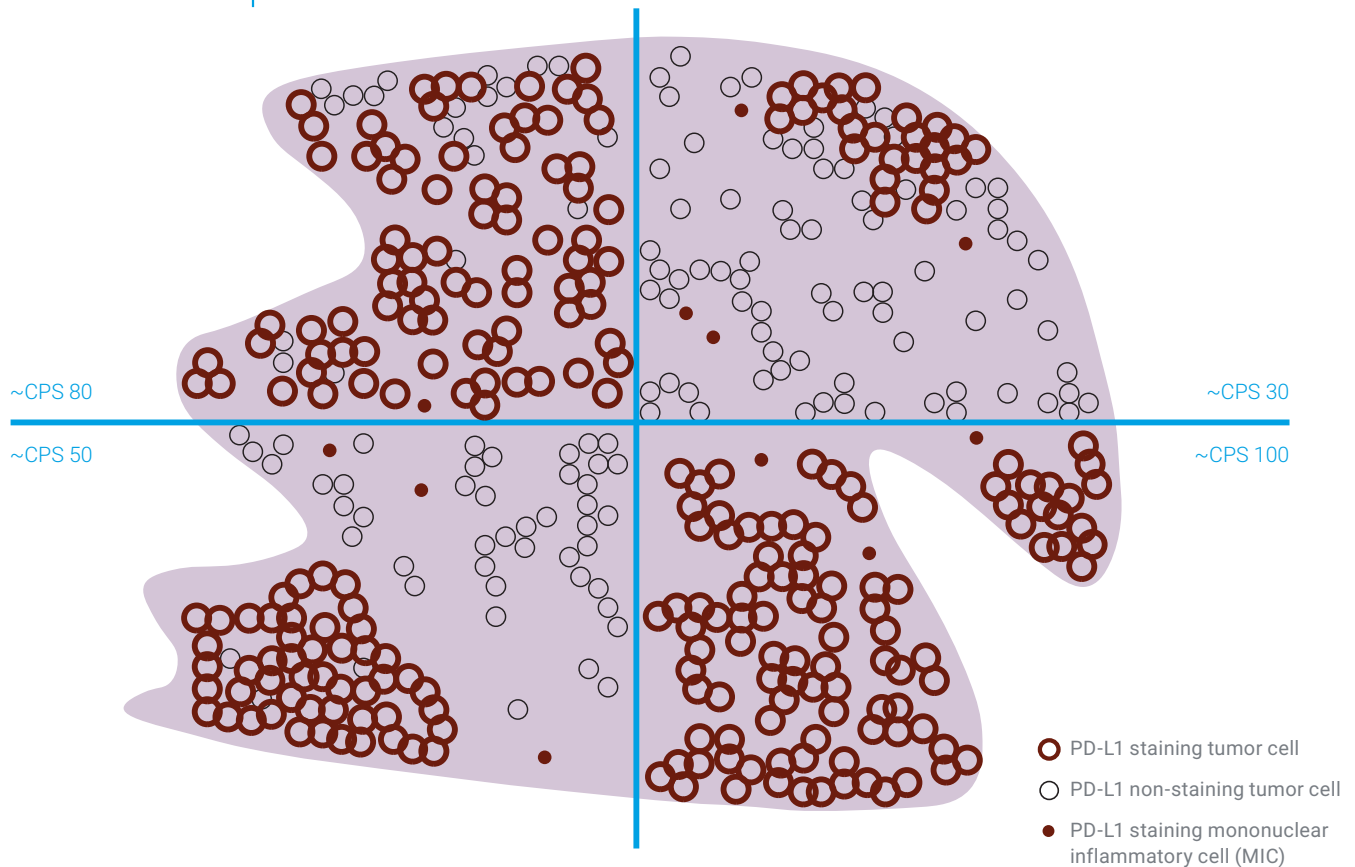 ~CPS 80
~CPS 30
~CPS 50
~CPS 100
PD-L1 staining tumor cell
PD-L1 non-staining tumor cell
PD-L1 staining mononuclear
inflammatory cell (MIC)